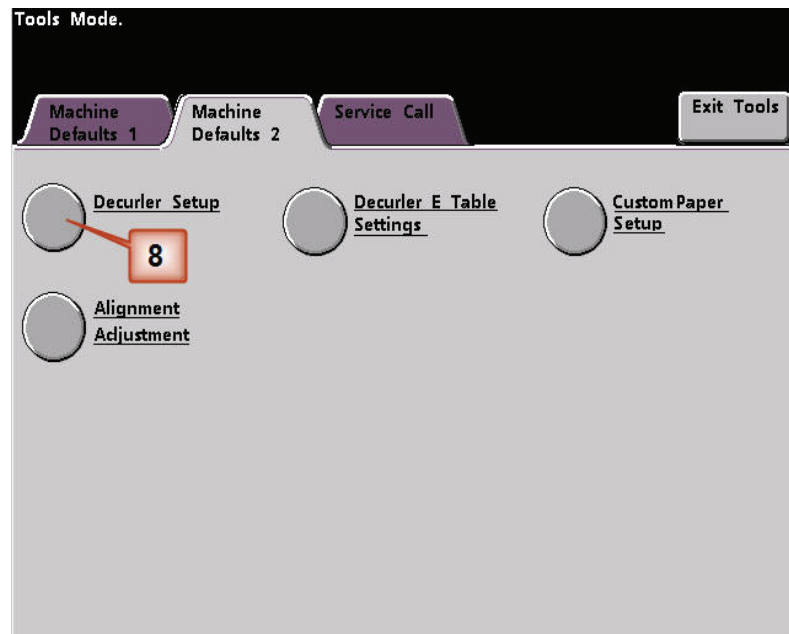 Tools Mode.
Machine
Defaults 1
Machine
Defaults 2
Service Call
Exit Tools
Decurler Setup
8
Decurler E Table
Settings
Custom Paper
Setup
Alignment
Adjustment